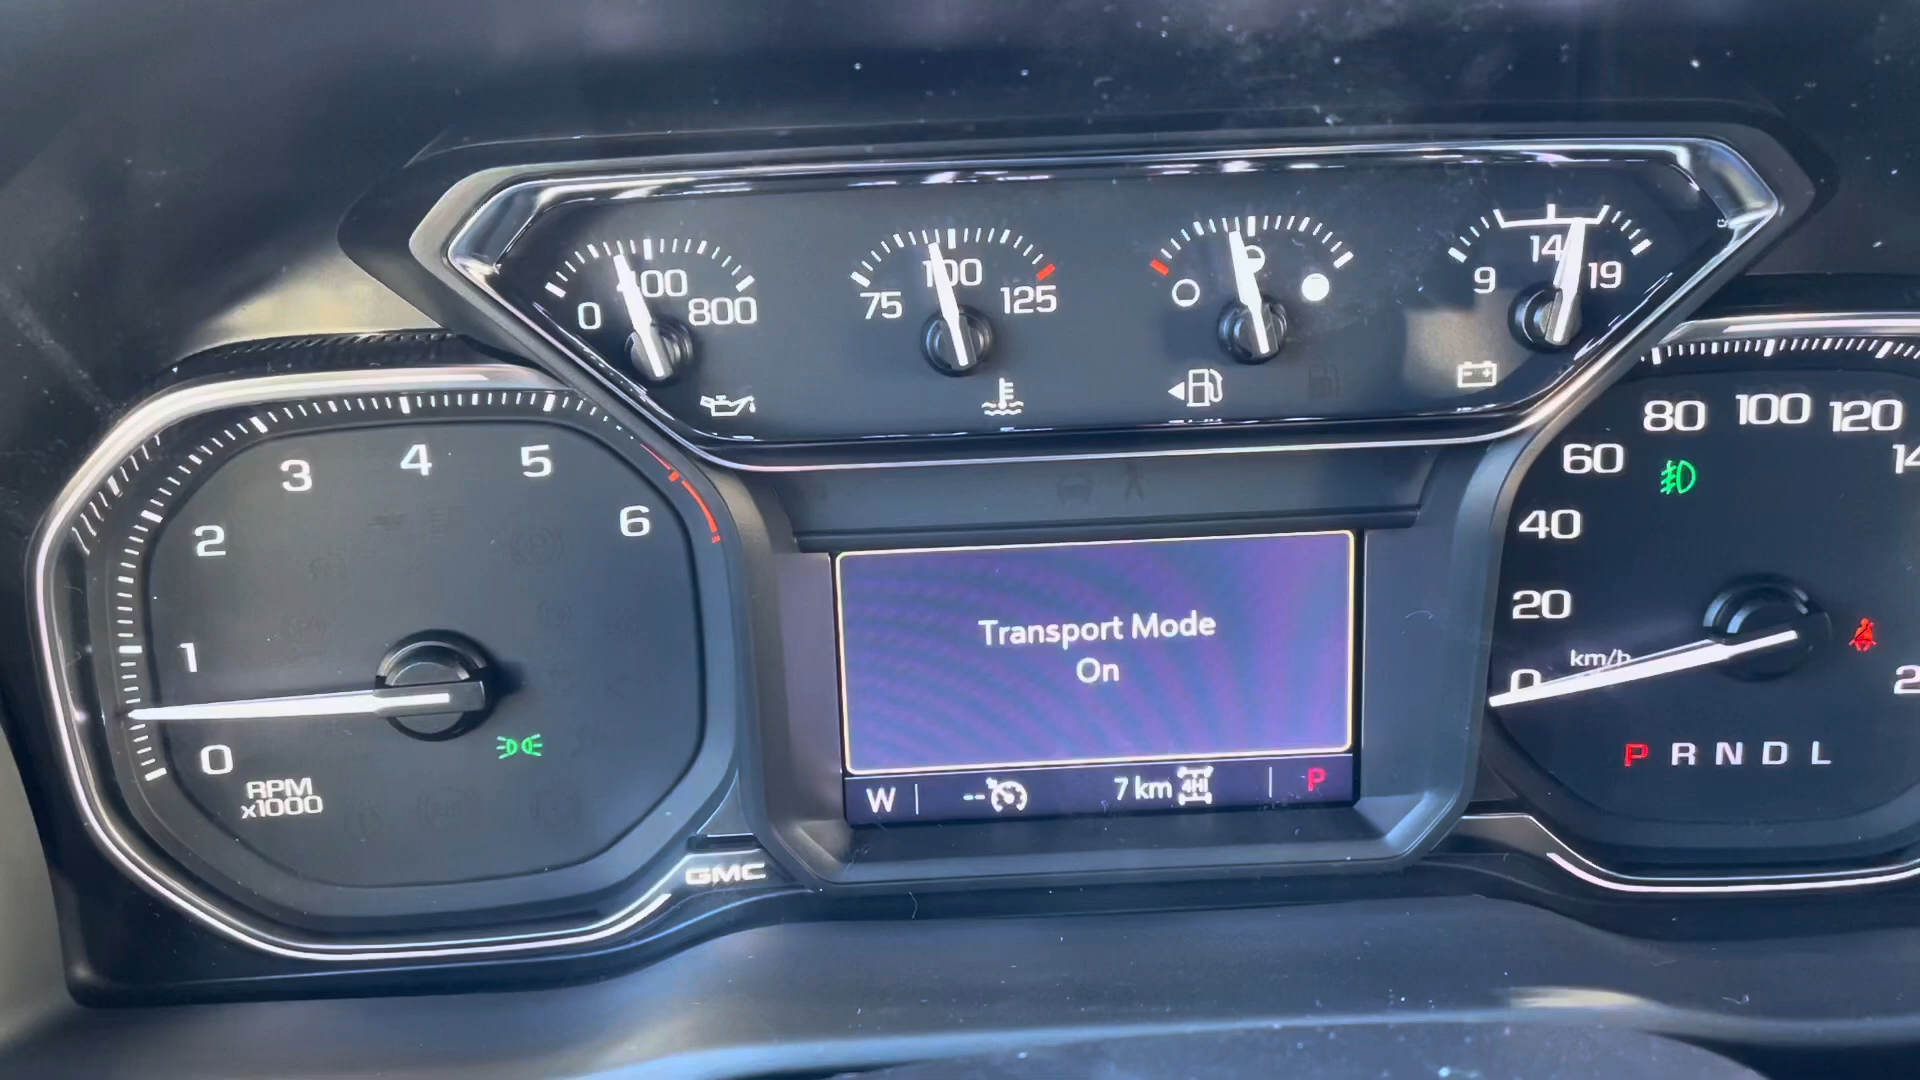 0 400 800
75 100 125
9 14 19
0 1 2 3 4 5 6
RPM
x1000
GMC
Transport Mode
On
W -- 7 km 4HI P
0 20 40 60 80 100 120
km/h
P R N D L